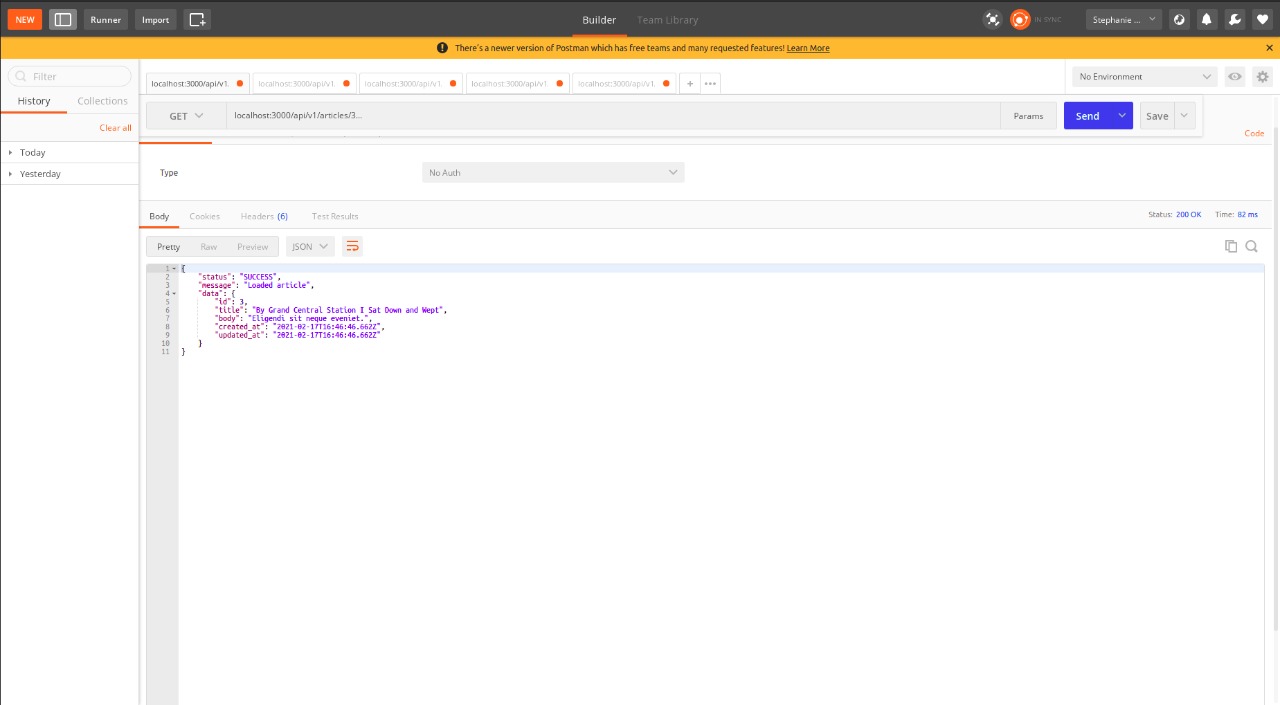 NEW Runner Import Builder Team Library IN SYNC Stephanie ...
There's a newer version of Postman which has free teams and many requested features! Learn More
Filter
localhost:3000/api/v1. localhost:3000/api/v1. localhost:3000/api/v1. localhost:3000/api/v1. localhost:3000/api/v1. + ••• No Environment
History Collections
GET localhost:3000/api/v1/articles/3... Params Send Save
Clear all
Code
Today
Yesterday
Type No Auth
Body Cookies Headers (6) Test Results Status: 200 OK Time: 82 ms
Pretty Raw Preview JSON
1 {
2 "status": "SUCCESS",
3 "message": "Loaded article",
4 "data": {
5 "id": 3,
6 "title": "By Grand Central Station I Sat Down and Wept",
7 "body": "Eligendi sit neque eveniet.",
8 "created_at": "2021-02-17T16:46:46.662Z",
9 "updated_at": "2021-02-17T16:46:46.662Z"
10 }
11 }